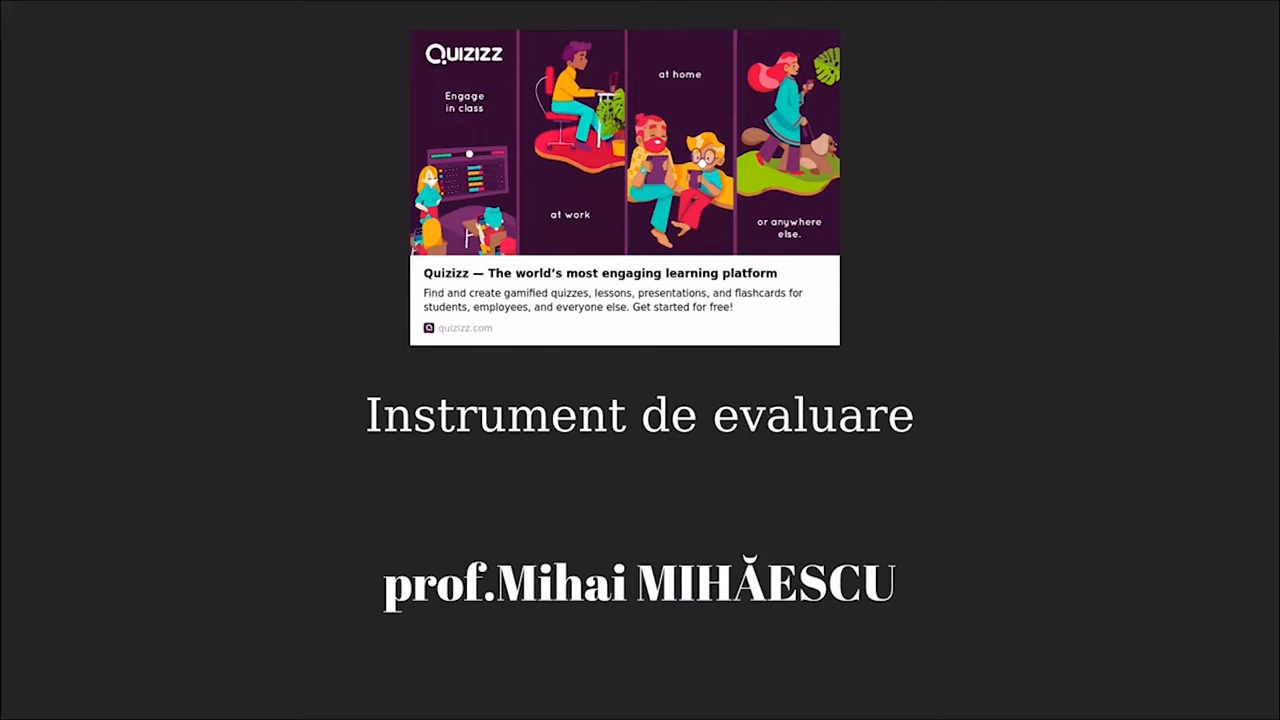 Quizizz
Engage
in class
at work
at home
or anywhere
else.
Quizizz — The world’s most engaging learning platform
Find and create gamified quizzes, lessons, presentations, and flashcards for
students, employees, and everyone else. Get started for free!
quizizz.com
Instrument de evaluare
prof.Mihai MIHĂESCU